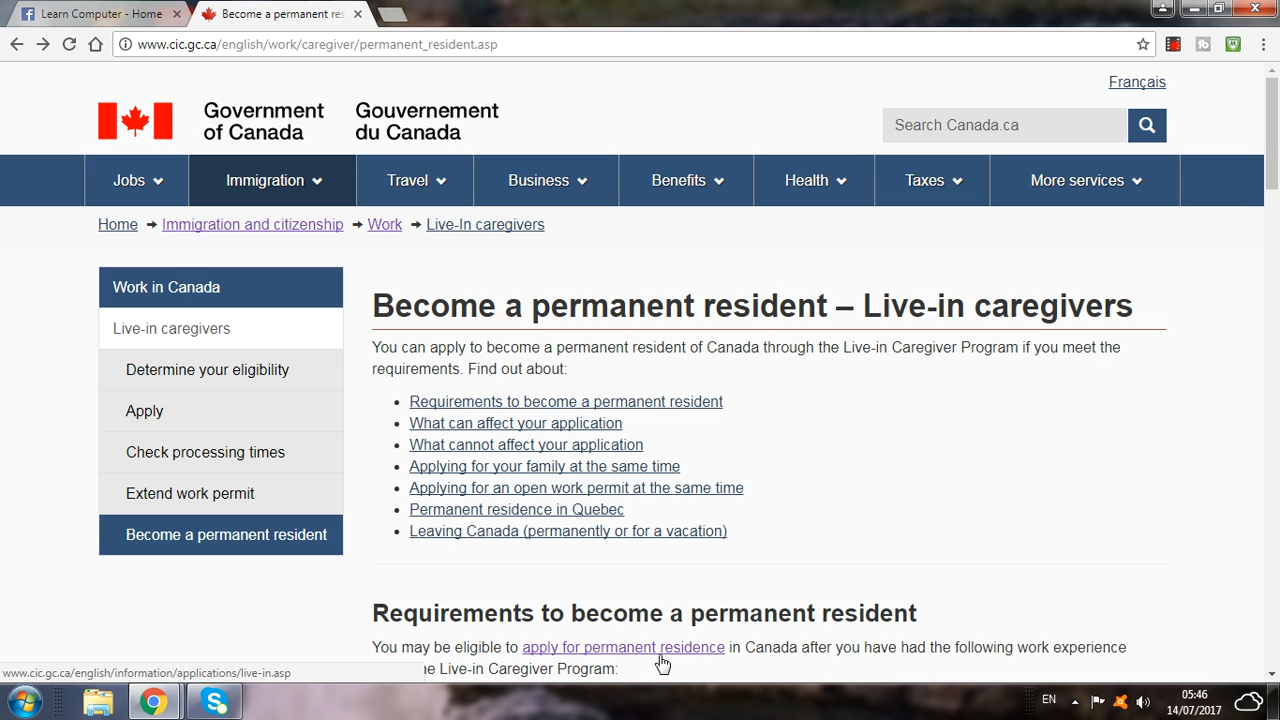 Learn Computer - Home
Become a permanent res
www.cic.gc.ca/english/work/caregiver/permanent_resident.asp
Français
Government of Canada
Gouvernement du Canada
Search Canada.ca
Jobs Immigration Travel Business Benefits Health Taxes More services
Home → Immigration and citizenship → Work → Live-In caregivers
Work in Canada
Live-in caregivers
Determine your eligibility
Apply
Check processing times
Extend work permit
Become a permanent resident
Become a permanent resident – Live-in caregivers
You can apply to become a permanent resident of Canada through the Live-in Caregiver Program if you meet the
requirements. Find out about:
• Requirements to become a permanent resident
• What can affect your application
• What cannot affect your application
• Applying for your family at the same time
• Applying for an open work permit at the same time
• Permanent residence in Quebec
• Leaving Canada (permanently or for a vacation)
Requirements to become a permanent resident
You may be eligible to apply for permanent residence in Canada after you have had the following work experience
the Live-in Caregiver Program:
www.cic.gc.ca/english/information/applications/live-in.asp
EN
05:46
14/07/2017